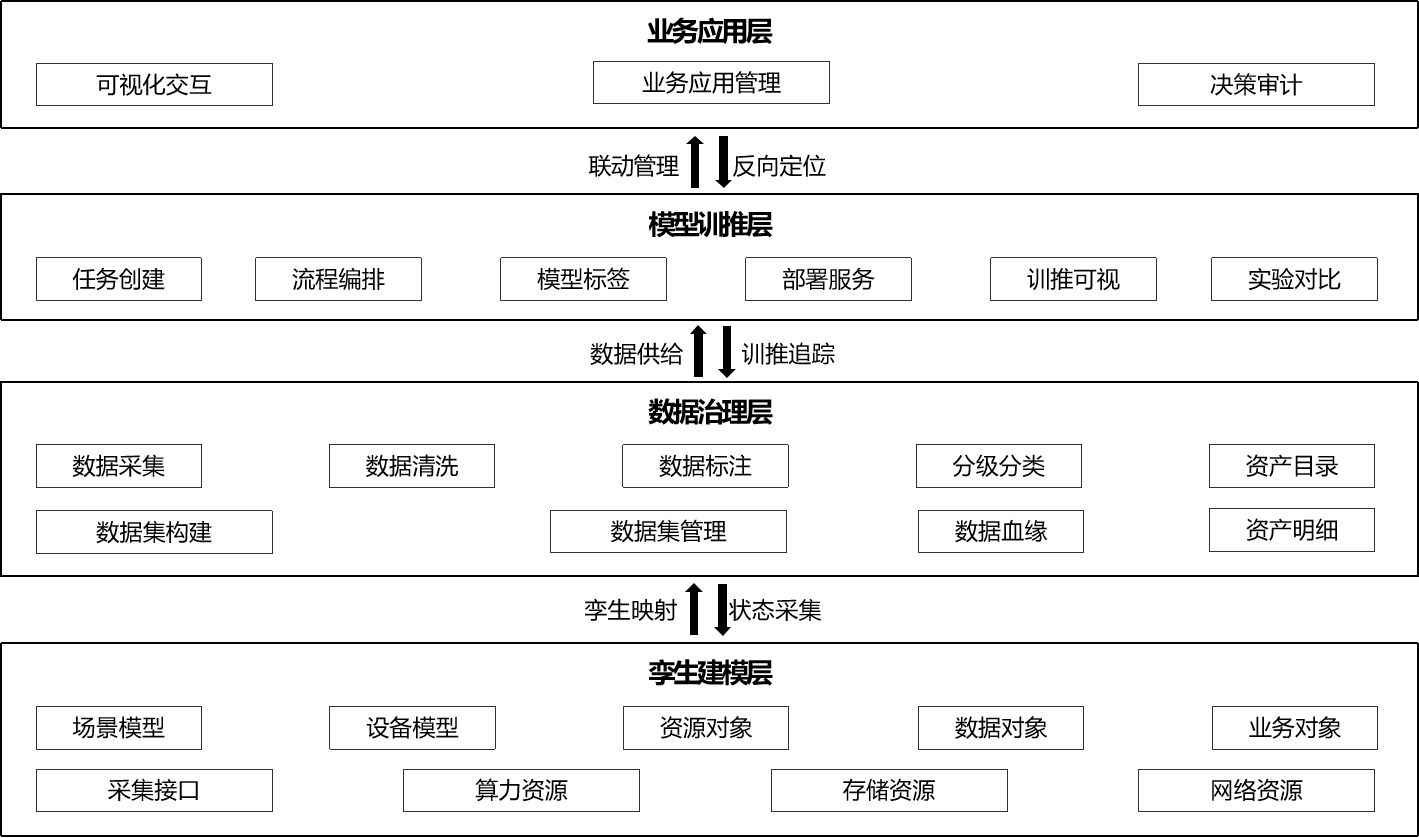 业务应用层
可视化交互 业务应用管理 决策审计
联动管理 反向定位
模型训推层
任务创建 流程编排 模型标签 部署服务 训推可视 实验对比
数据供给 训推追踪
数据治理层
数据采集 数据清洗 数据标注 分级分类 资产目录
数据集构建 数据集管理 数据血缘 资产明细
孪生映射 状态采集
孪生建模层
场景模型 设备模型 资源对象 数据对象 业务对象
采集接口 算力资源 存储资源 网络资源